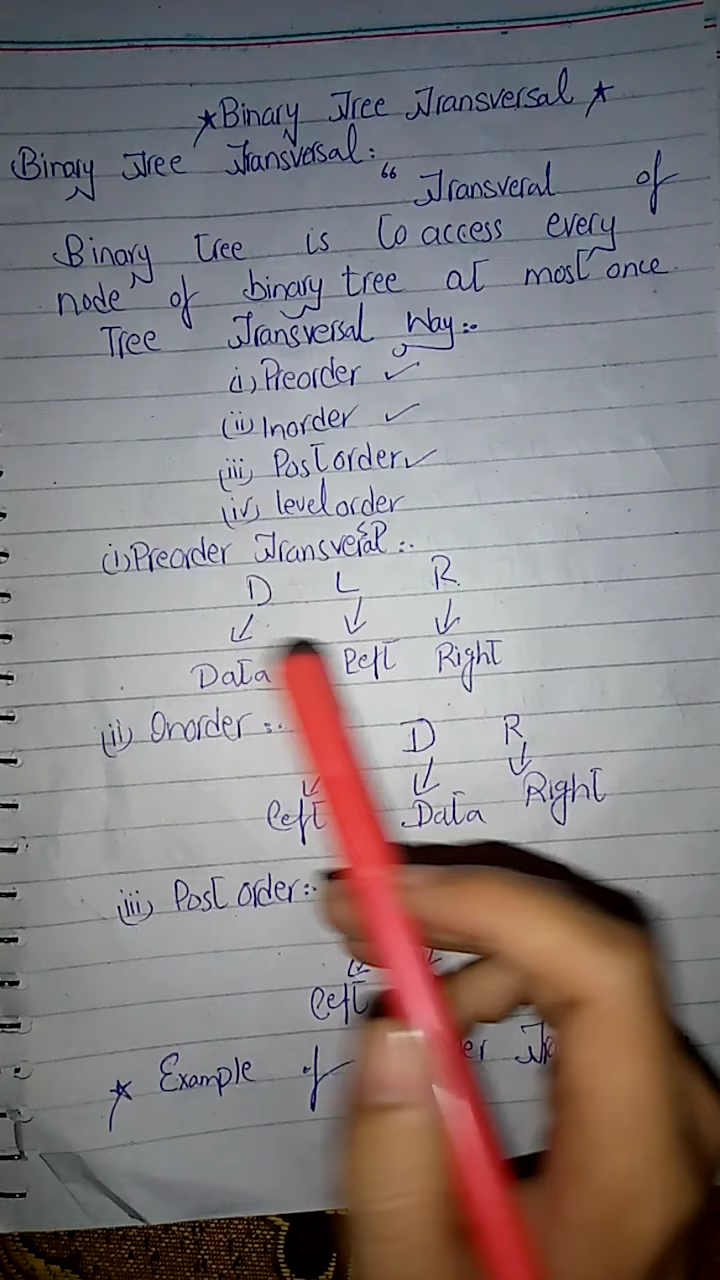 *Binary Tree Transversal*
Binary Tree Transversal:
“ Transveral of
Binary tree is to access every
node of binary tree at most once
Tree Transversal Way:-
(i) Preorder ✓
(ii) Inorder ✓
(iii) Postorder ✓
(iv) levelorder
(i) Preorder Transversal:-
D L R
↓ ↓ ↓
Data left Right
(ii) Inorder:-
D R
↓ ↓ ↓
left Data Right
(iii) Post order:-
left
* Example of